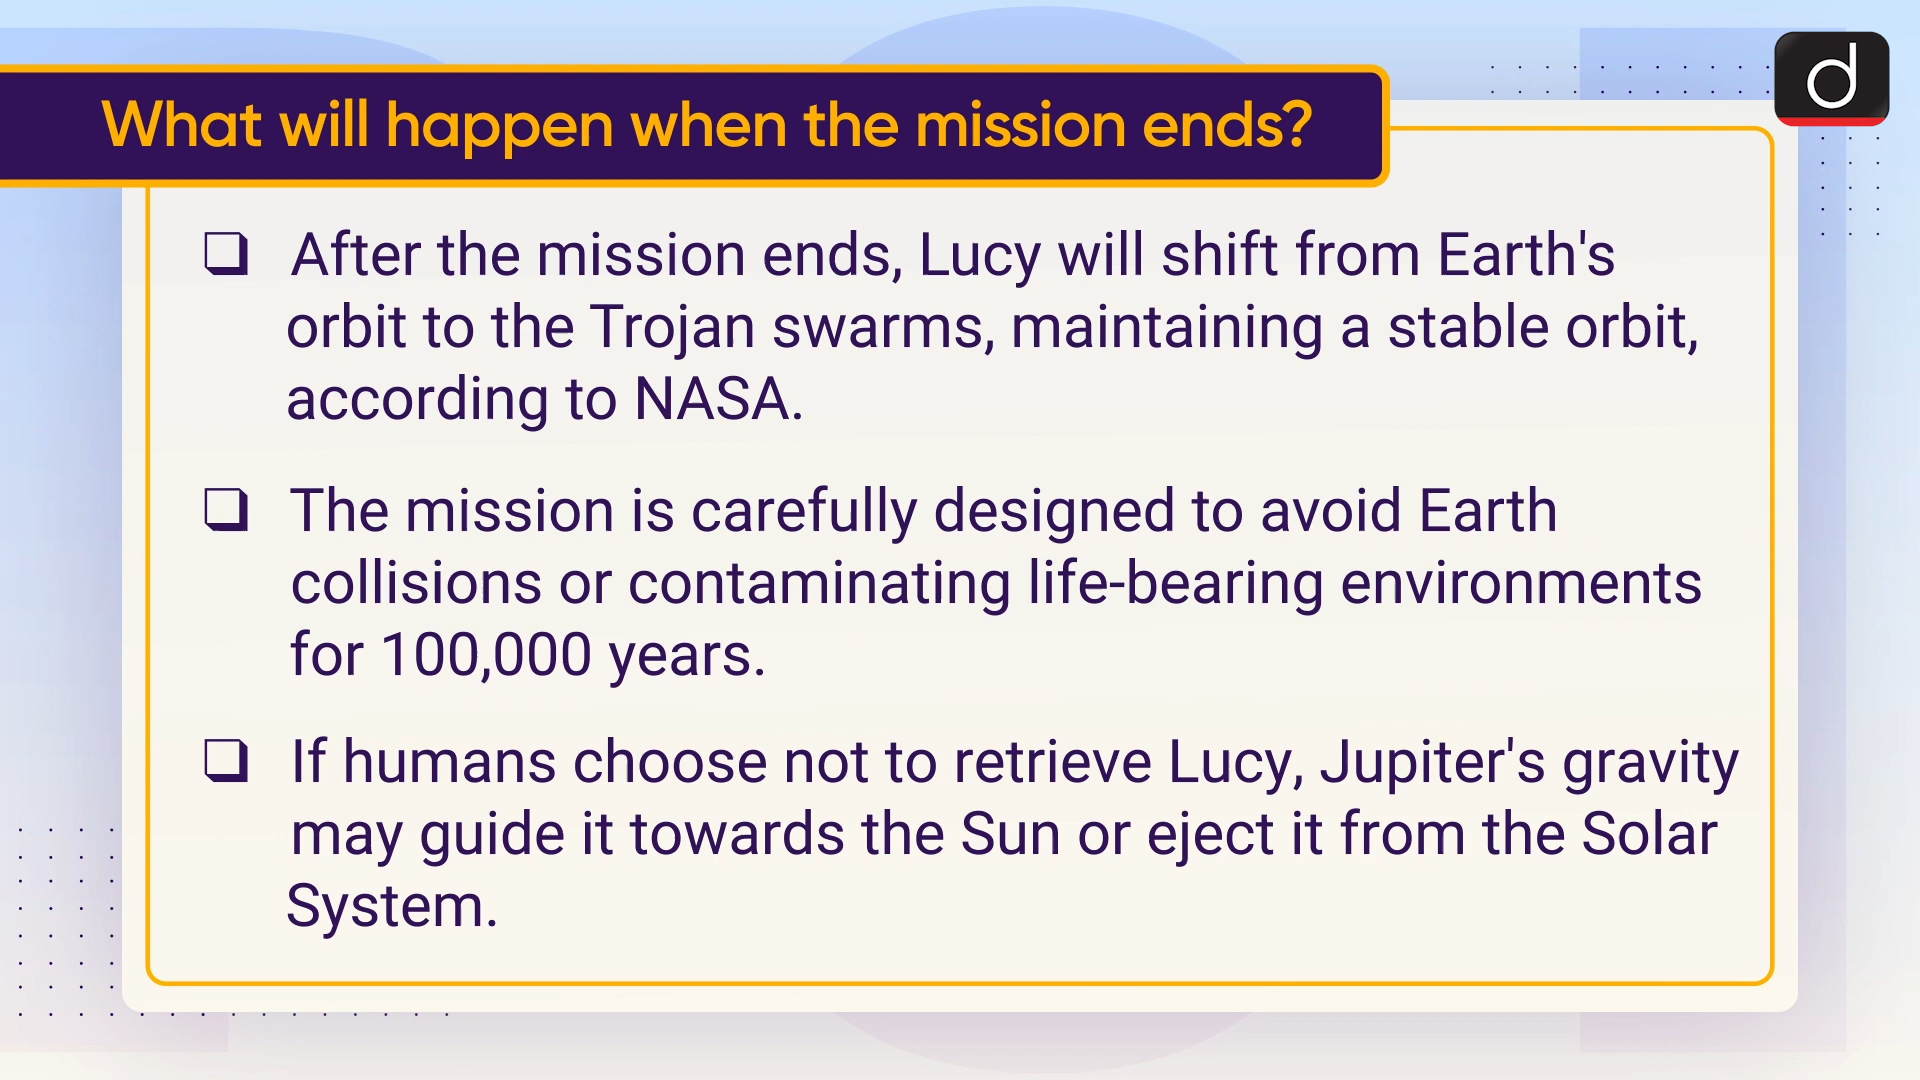 What will happen when the mission ends?
d
❑ After the mission ends, Lucy will shift from Earth's
orbit to the Trojan swarms, maintaining a stable orbit,
according to NASA.
❑ The mission is carefully designed to avoid Earth
collisions or contaminating life-bearing environments
for 100,000 years.
❑ If humans choose not to retrieve Lucy, Jupiter's gravity
may guide it towards the Sun or eject it from the Solar
System.